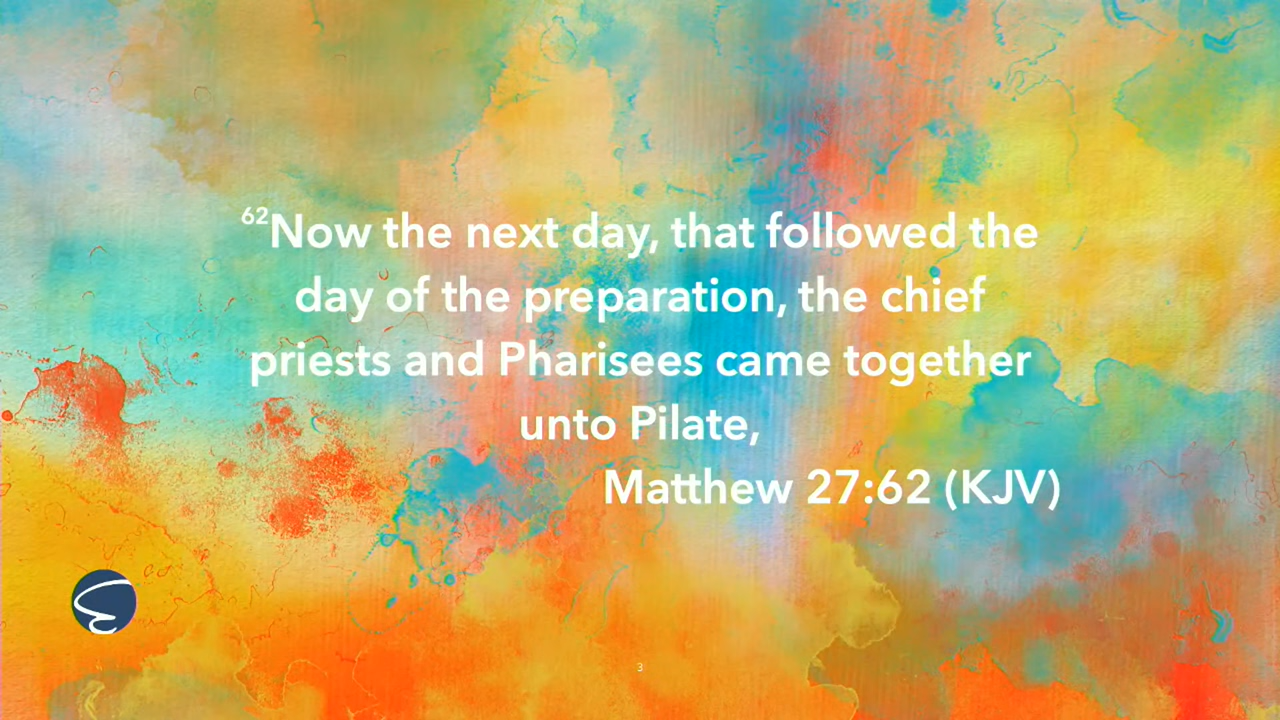 62Now the next day, that followed the
day of the preparation, the chief
priests and Pharisees came together
unto Pilate,
Matthew 27:62 (KJV)
3